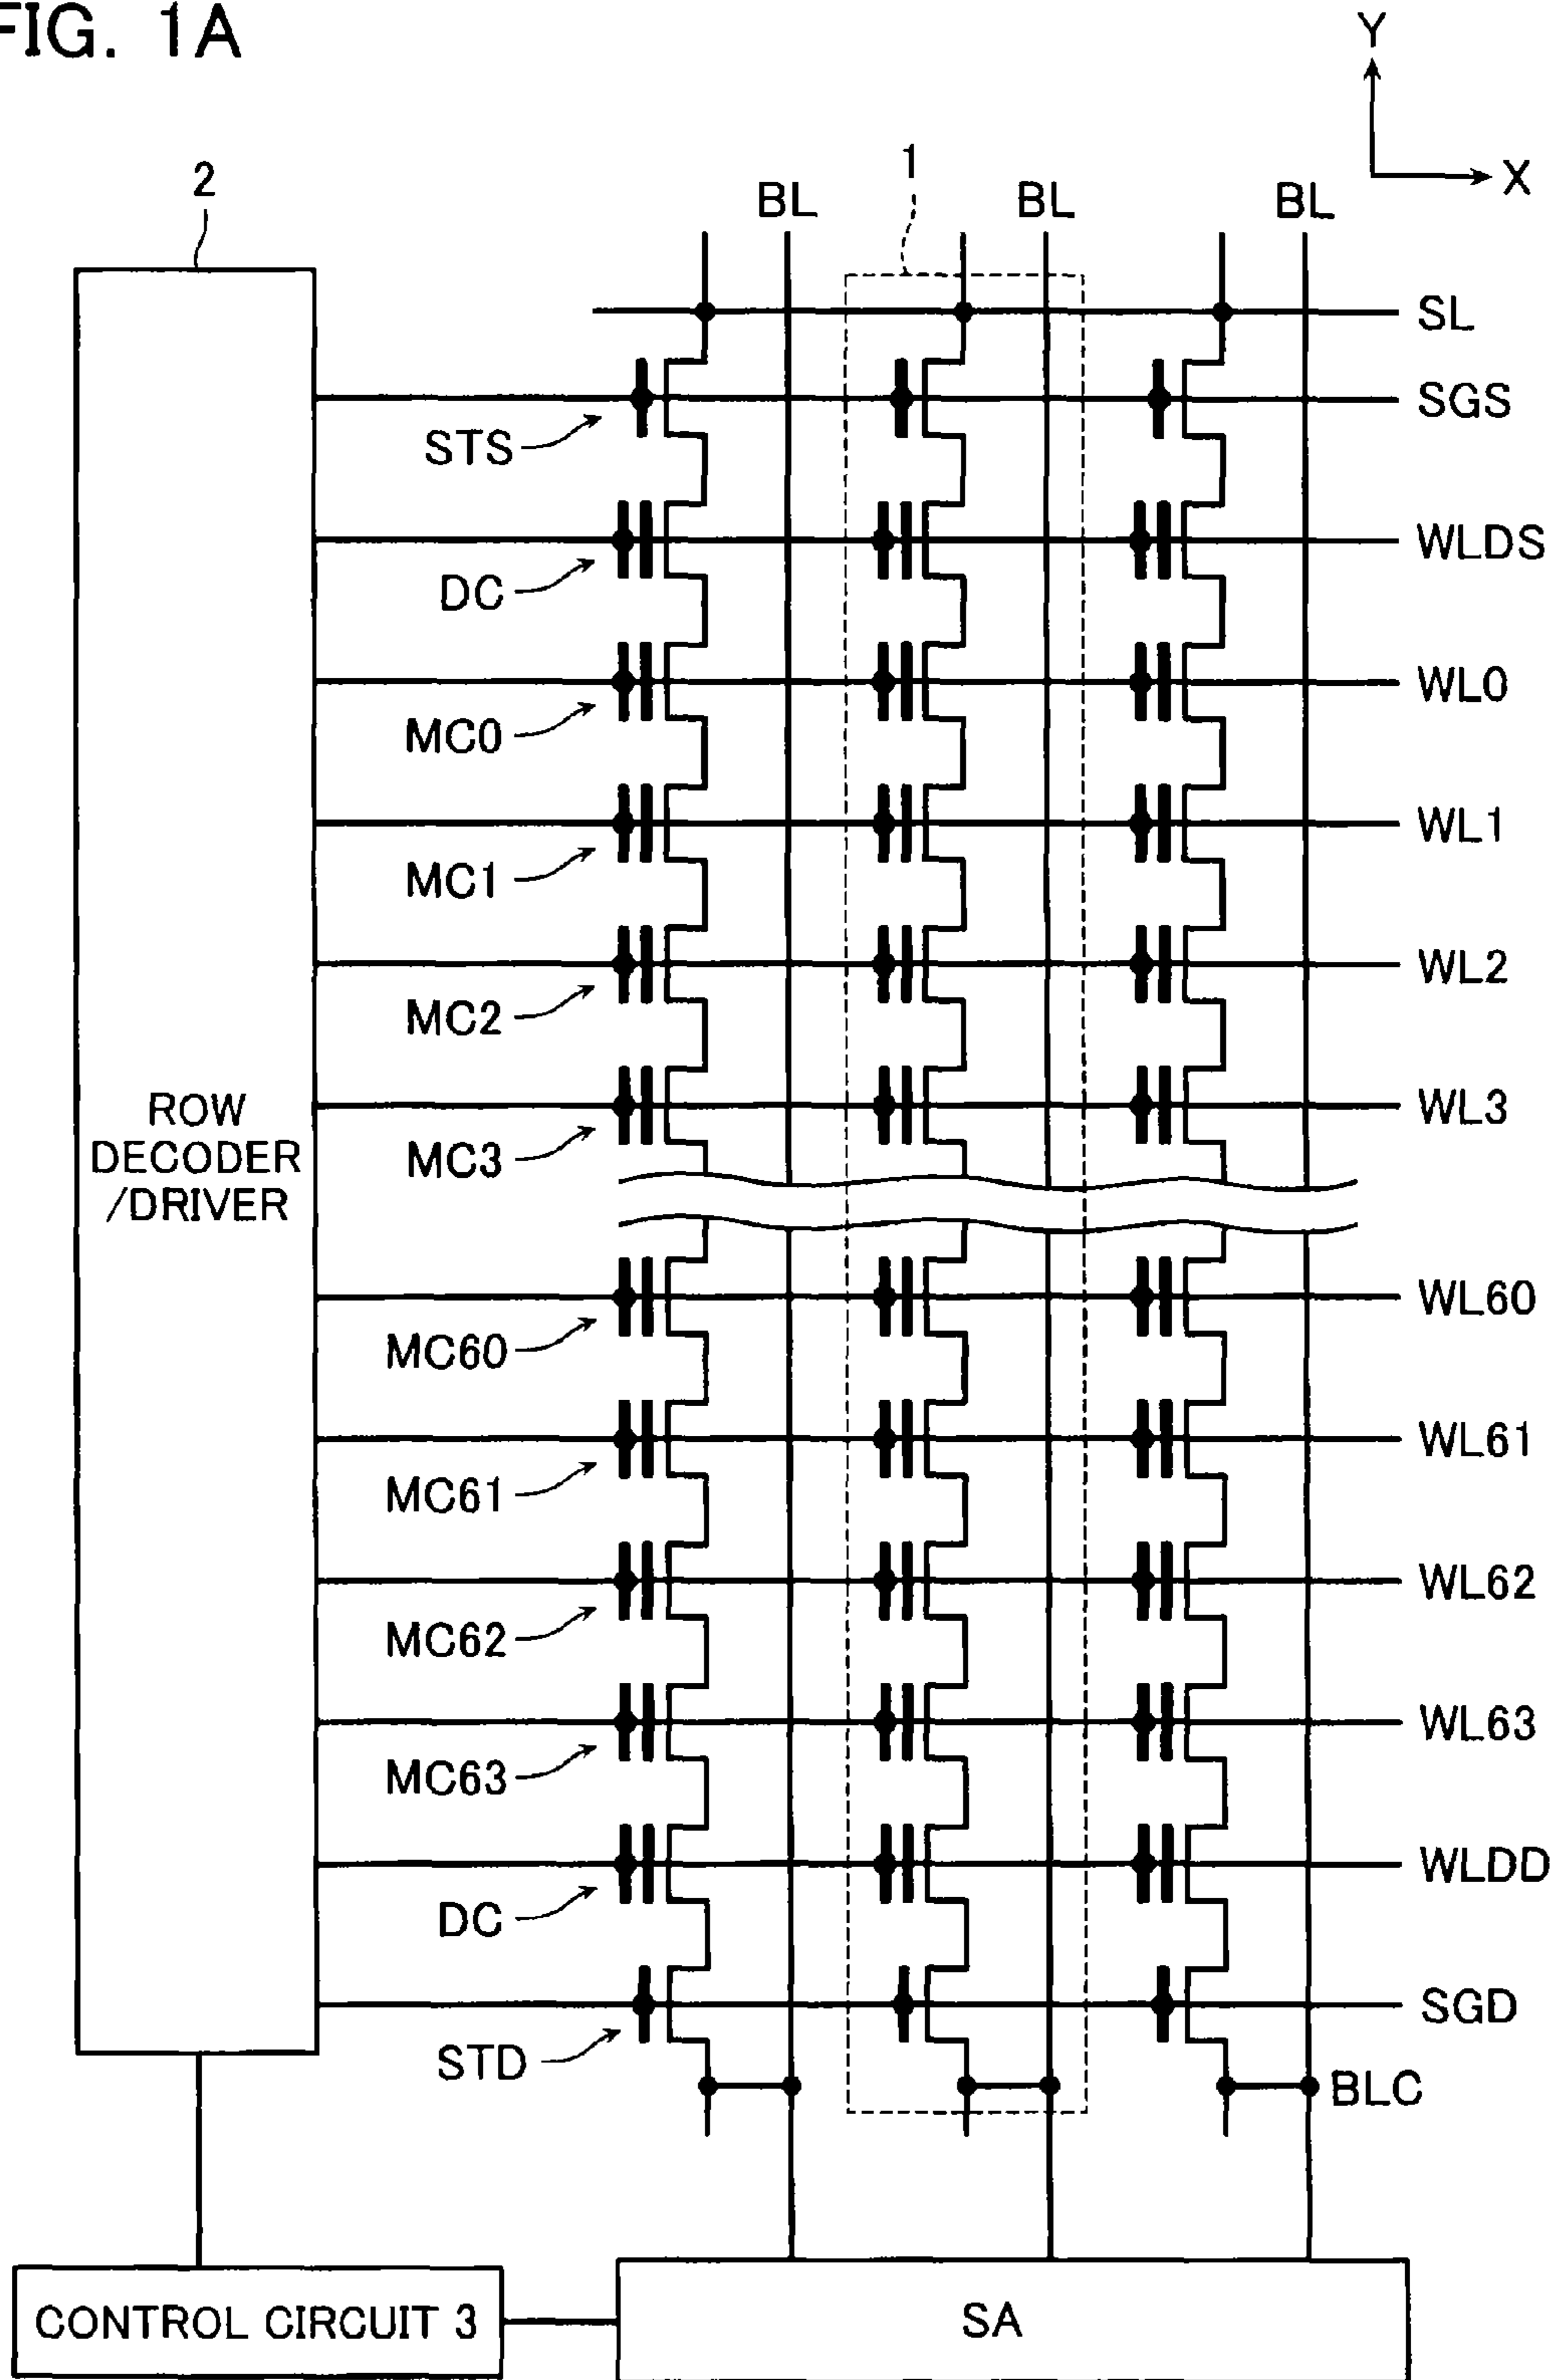 FIG. 1A
Y
X
2
1
BL
BL
BL
SL
SGS
STS
WLDS
DC
WL0
MC0
WL1
MC1
WL2
MC2
WL3
MC3
ROW
DECODER
/DRIVER
WL60
MC60
WL61
MC61
WL62
MC62
WL63
MC63
WLDD
DC
SGD
STD
BLC
CONTROL CIRCUIT 3
SA